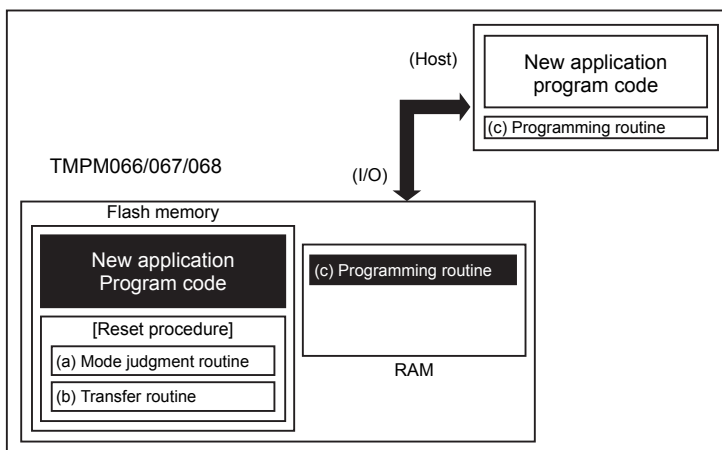 (Host)
New application
program code
(c) Programming routine
TMPM066/067/068
(I/O)
Flash memory
New application
Program code
(c) Programming routine
[Reset procedure]
(a) Mode judgment routine
(b) Transfer routine
RAM